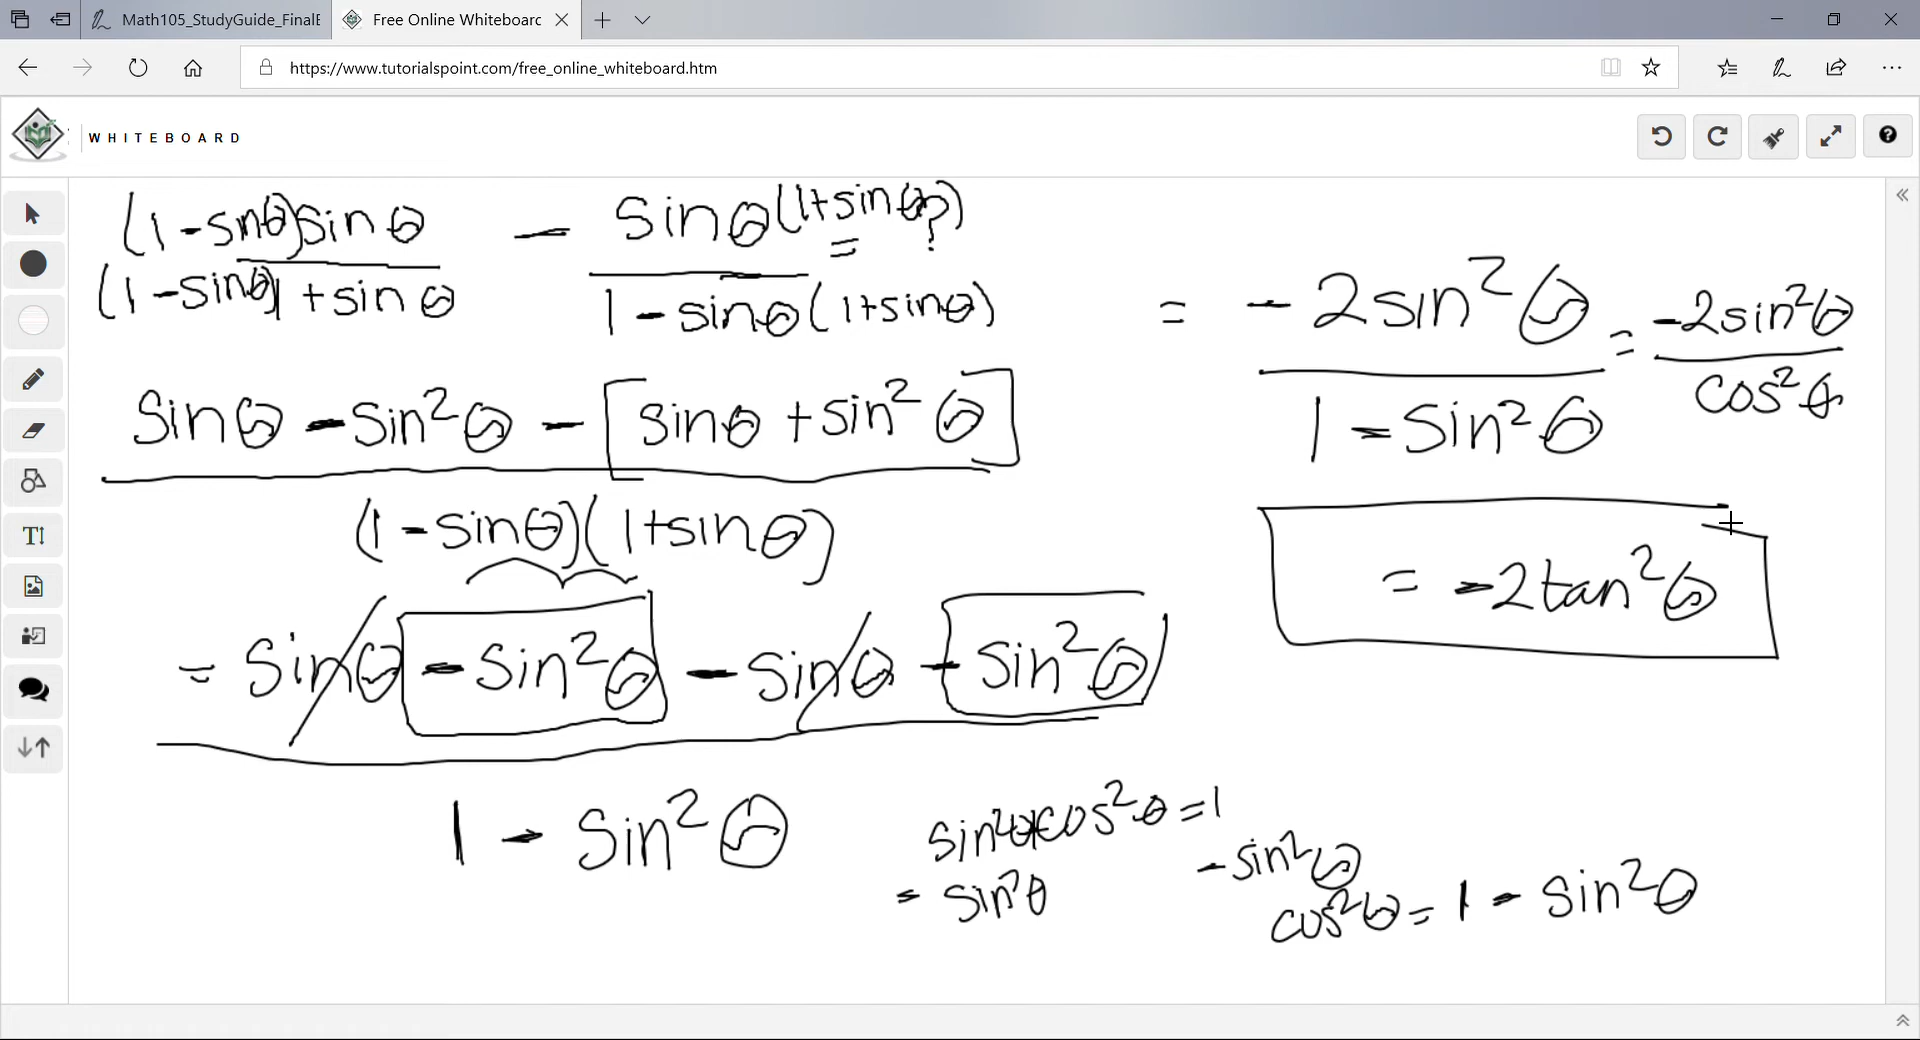 Math105_StudyGuide_FinalE
Free Online Whiteboarc
https://www.tutorialspoint.com/free_online_whiteboard.htm
WHITEBOARD
(1-sinθ)sinθ - sinθ(1+sinθ) = ?
(1-sinθ)1+sinθ 1-sinθ(1+sinθ)
= -2sin²θ = -2sin²θ
1-sin²θ cos²θ
sinθ - sin²θ - [sinθ + sin²θ]
(1-sinθ)(1+sinθ)
= -2tan²θ
= sinθ - sin²θ - sinθ - sin²θ
1 - sin²θ
sin²θ+cos²θ=1
- sin²θ - sin²θ
cos²θ = 1 - sin²θ